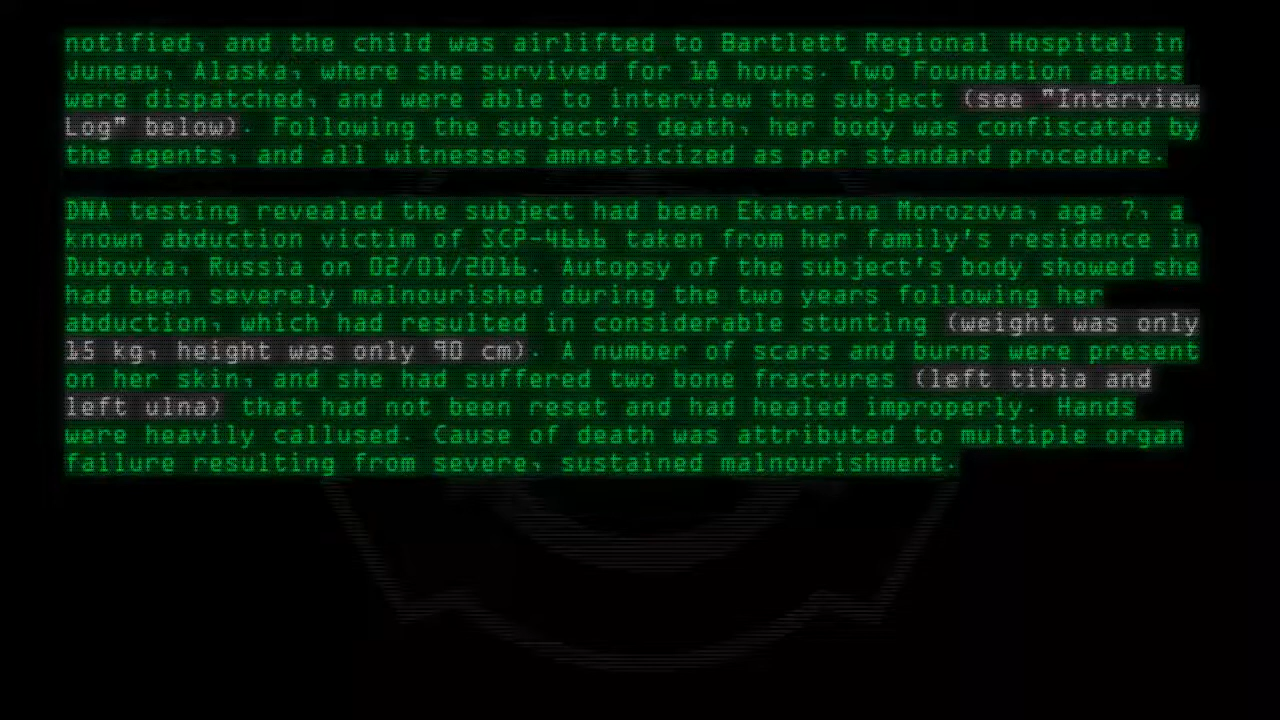 notified, and the child was airlifted to Bartlett Regional Hospital in
Juneau, Alaska, where she survived for 18 hours. Two Foundation agents
were dispatched, and were able to interview the subject (see "Interview
Log" below). Following the subject's death, her body was confiscated by
the agents, and all witnesses amnesticized as per standard procedure.
DNA testing revealed the subject had been Ekaterina Morozova, age 7, a
known abduction victim of SCP-4666 taken from her family's residence in
Dubovka, Russia on 02/01/2016. Autopsy of the subject's body showed she
had been severely malnourished during the two years following her
abduction, which had resulted in considerable stunting (weight was only
15 kg, height was only 90 cm). A number of scars and burns were present
on her skin, and she had suffered two bone fractures (left tibia and
left ulna) that had not been reset and had healed improperly. Hands
were heavily callused. Cause of death was attributed to multiple organ
failure resulting from severe, sustained malnourishment.